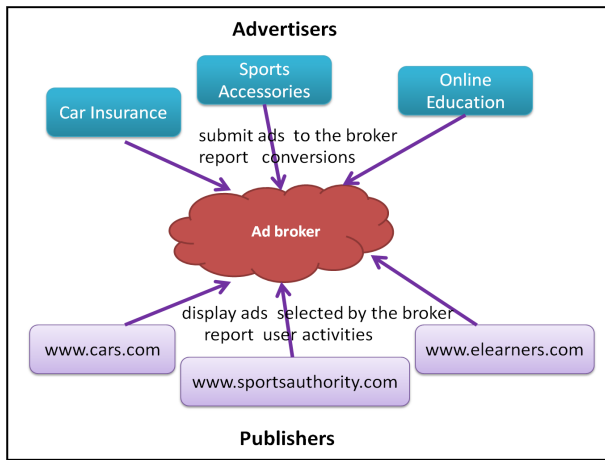 Advertisers
Car Insurance
Sports
Accessories
Online
Education
submit ads to the broker
report conversions
Ad broker
display ads selected by the broker
report user activities
www.cars.com
www.sportsauthority.com
www.elearners.com
Publishers